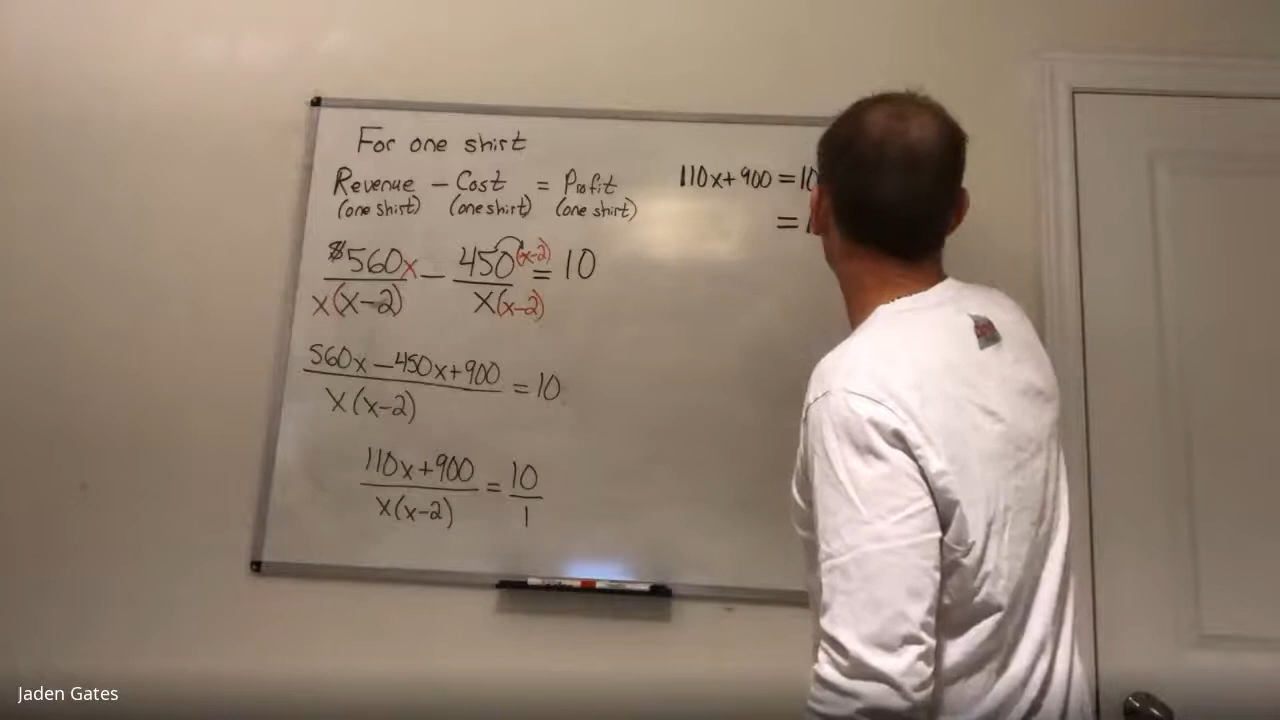 For one shirt
Revenue – Cost = Profit
(one shirt) (one shirt) (one shirt)
$560x – 450(x-2) = 10
x(x-2) x(x-2)
560x – 450x + 900 = 10
x(x-2)
110x + 900 = 10
x(x-2) 1
110x + 900 = 10
=
Jaden Gates